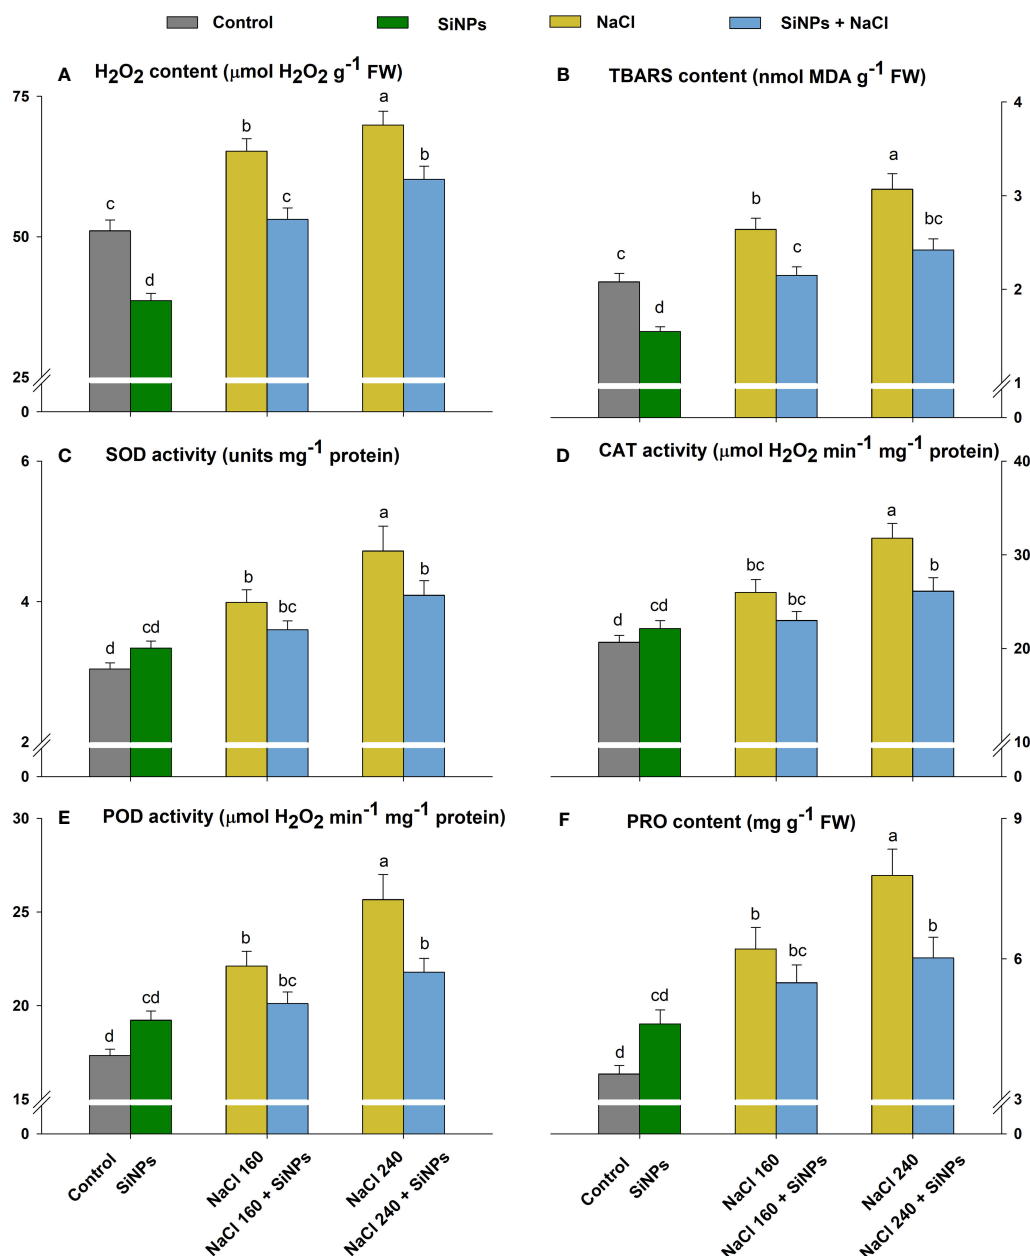 Control SiNPs NaCl SiNPs + NaCl
A H2O2 content (μmol H2O2 g-1 FW)
75
50
25
0
c
d
b
c
a
b
B TBARS content (nmol MDA g-1 FW)
4
3
2
1
0
c
d
b
c
a
bc
C SOD activity (units mg-1 protein)
6
4
2
0
d
cd
b
bc
a
b
D CAT activity (μmol H2O2 min-1 mg-1 protein)
40
30
20
10
0
d
cd
bc
bc
a
b
E POD activity (μmol H2O2 min-1 mg-1 protein)
30
25
20
15
0
d
cd
b
bc
a
b
F PRO content (mg g-1 FW)
9
6
3
0
d
cd
b
bc
a
b
Control
SiNPs
NaCl 160
NaCl 160 + SiNPs
NaCl 240
NaCl 240 + SiNPs
Control
SiNPs
NaCl 160
NaCl 160 + SiNPs
NaCl 240
NaCl 240 + SiNPs